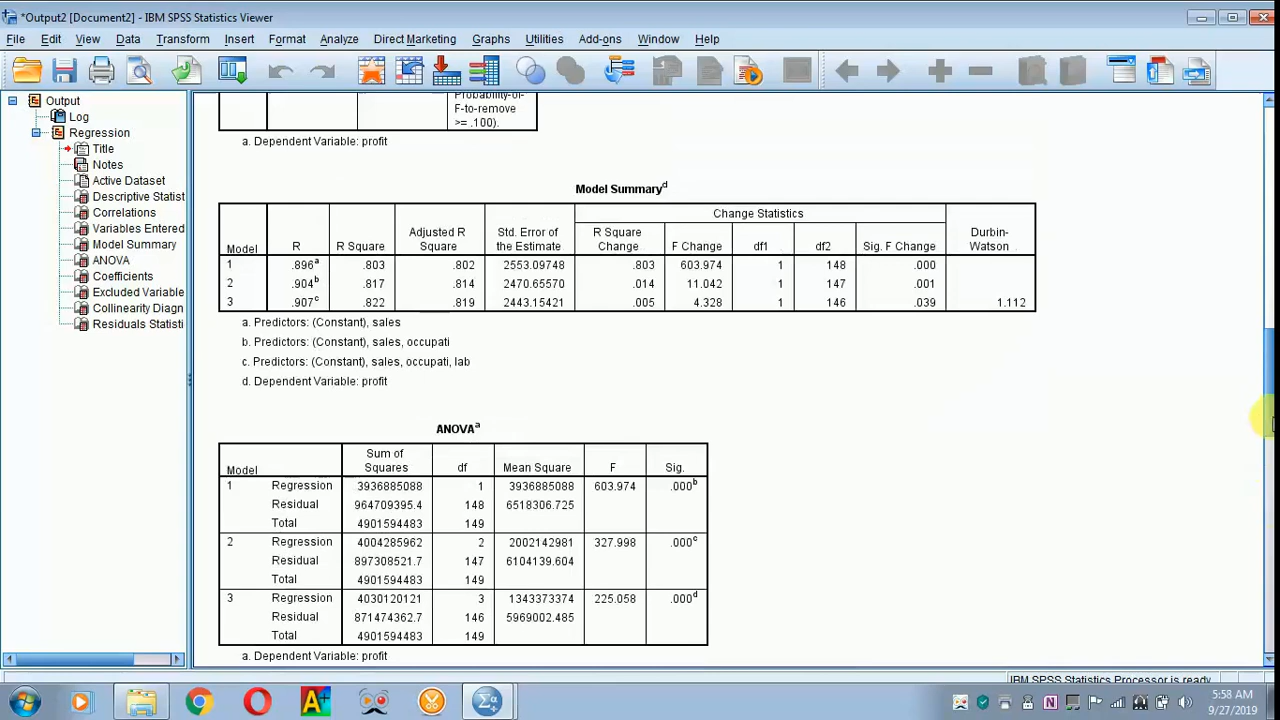 *Output2 [Document2] - IBM SPSS Statistics Viewer
File Edit View Data Transform Insert Format Analyze Direct Marketing Graphs Utilities Add-ons Window Help
Output
Log
Regression
Title
Notes
Active Dataset
Descriptive Statist
Correlations
Variables Entered
Model Summary
ANOVA
Coefficients
Excluded Variable
Collinearity Diagn
Residuals Statisti
Probability-of-
F-to-remove
>= .100).
a. Dependent Variable: profit
Model Summaryd
Change Statistics
Model R R Square Adjusted R Square Std. Error of the Estimate R Square Change F Change df1 df2 Sig. F Change Durbin-Watson
1 .896a .803 .802 2553.09748 .803 603.974 1 148 .000
2 .904b .817 .814 2470.65570 .014 11.042 1 147 .001
3 .907c .822 .819 2443.15421 .005 4.328 1 146 .039 1.112
a. Predictors: (Constant), sales
b. Predictors: (Constant), sales, occupati
c. Predictors: (Constant), sales, occupati, lab
d. Dependent Variable: profit
ANOVAa
Model Sum of Squares df Mean Square F Sig.
1 Regression 3936885088 1 3936885088 603.974 .000b
Residual 964709395.4 148 6518306.725
Total 4901594483 149
2 Regression 4004285962 2 2002142981 327.998 .000c
Residual 897308521.7 147 6104139.604
Total 4901594483 149
3 Regression 4030120121 3 1343373374 225.058 .000d
Residual 871474362.7 146 5969002.485
Total 4901594483 149
a. Dependent Variable: profit
IBM SPSS Statistics Processor is ready
5:58 AM
9/27/2019